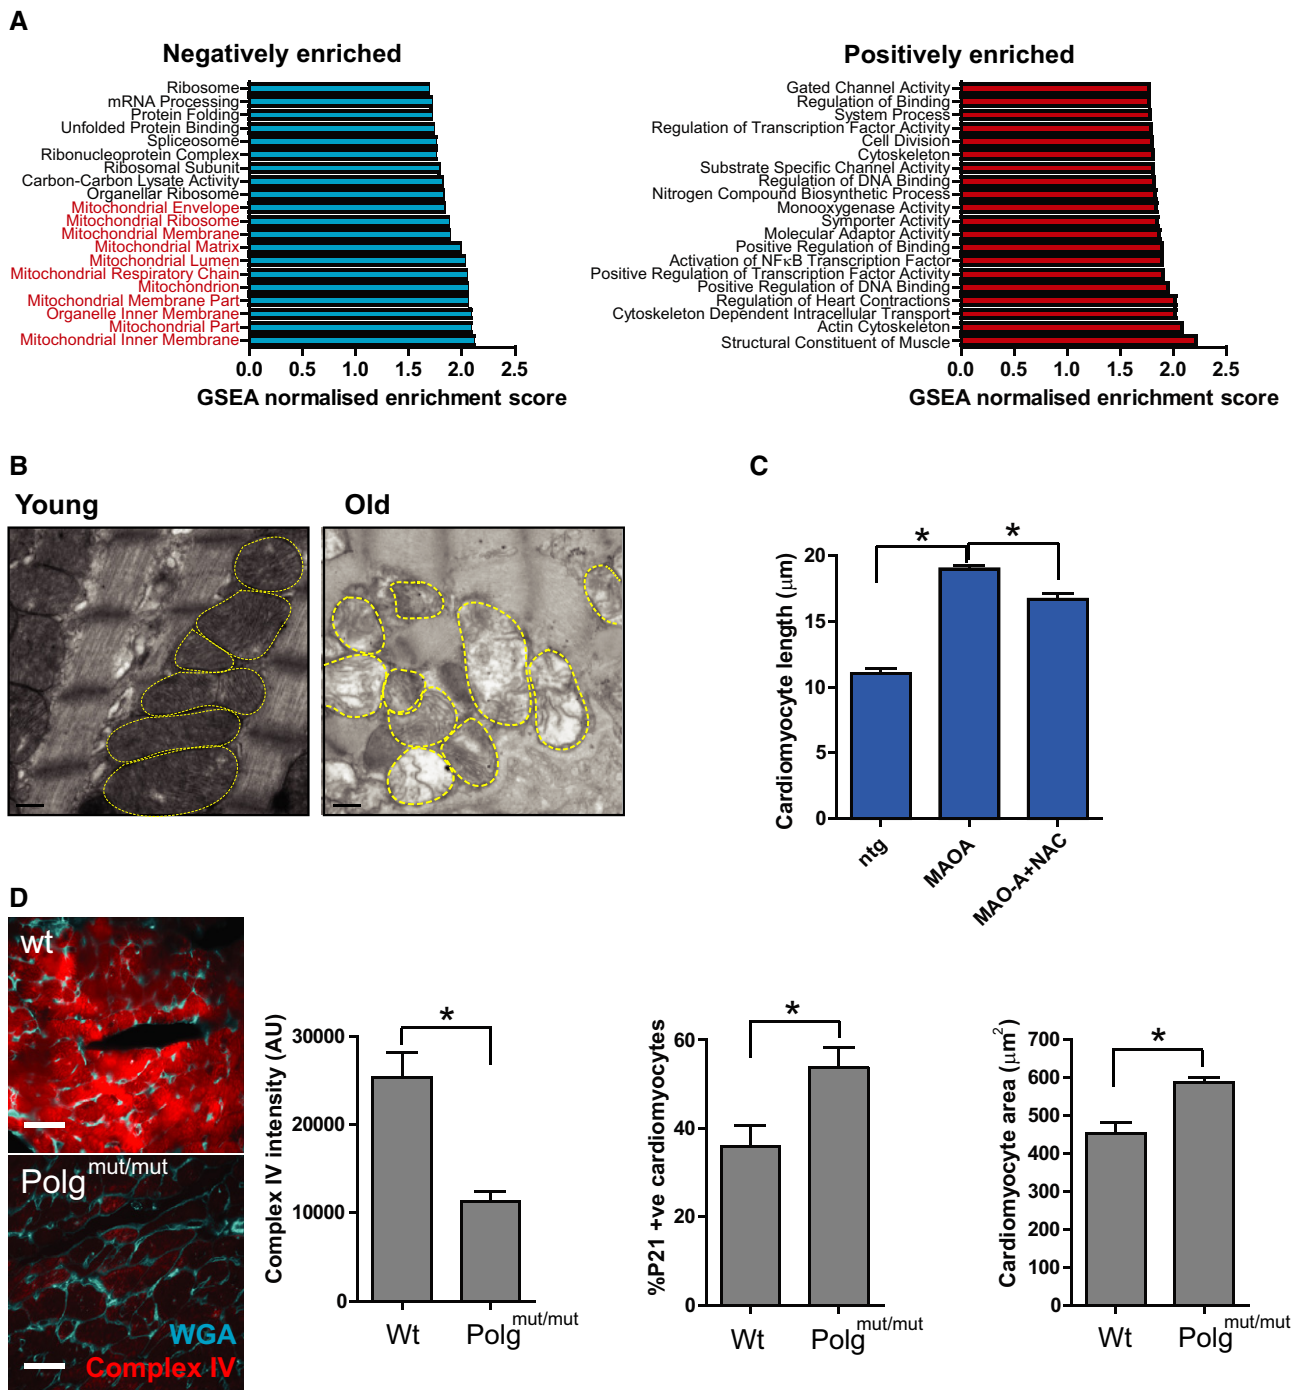 A
Negatively enriched
Ribosome
mRNA Processing
Protein Folding
Unfolded Protein Binding
Spliceosome
Ribonucleoprotein Complex
Ribosomal Subunit
Carbon-Carbon Lysate Activity
Organellar Ribosome
Mitochondrial Envelope
Mitochondrial Ribosome
Mitochondrial Membrane
Mitochondrial Matrix
Mitochondrial Lumen
Mitochondrial Respiratory Chain
Mitochondrion
Mitochondrial Membrane Part
Organelle Inner Membrane
Mitochondrial Part
Mitochondrial Inner Membrane
0.0 0.5 1.0 1.5 2.0 2.5
GSEA normalised enrichment score
Positively enriched
Gated Channel Activity
Regulation of Binding
System Process
Regulation of Transcription Factor Activity
Cell Division
Cytoskeleton
Substrate Specific Channel Activity
Regulation of DNA Binding
Nitrogen Compound Biosynthetic Process
Monooxygenase Activity
Symporter Activity
Molecular Adaptor Activity
Positive Regulation of Binding
Activation of NFκB Transcription Factor
Positive Regulation of Transcription Factor Activity
Positive Regulation of DNA Binding
Regulation of Heart Contractions
Cytoskeleton Dependent Intracellular Transport
Actin Cytoskeleton
Structural Constituent of Muscle
0.0 0.5 1.0 1.5 2.0 2.5
GSEA normalised enrichment score
B
Young
Old
C
Cardiomyocyte length (μm)
20
15
10
5
0
*
*
ntg
MAOA
MAO-A+NAC
D
wt
Polg mut/mut
WGA
Complex IV
Complex IV intensity (AU)
30000
20000
10000
0
*
Wt
Polg mut/mut
%P21 +ve cardiomyocytes
60
40
20
0
*
Wt
Polg mut/mut
Cardiomyocyte area (μm²)
700
600
500
400
300
200
100
0
*
Wt
Polg mut/mut